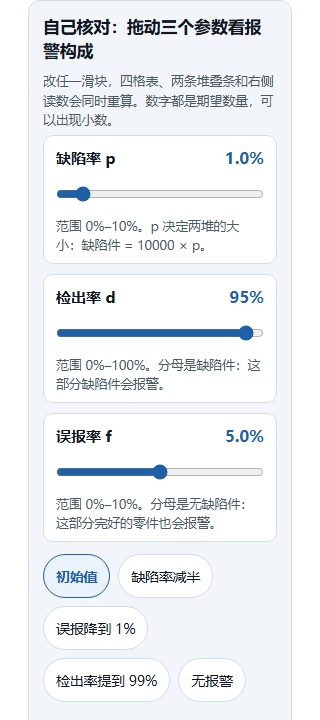 自己核对：拖动三个参数看报
警构成
改任一滑块，四格表、两条堆叠条和右侧
读数会同时重算。数字都是期望数量，可
以出现小数。
缺陷率 p 1.0%
范围 0%–10%。p 决定两堆的大
小：缺陷件 = 10000 × p。
检出率 d 95%
范围 0%–100%。分母是缺陷件：这
部分缺陷件会报警。
误报率 f 5.0%
范围 0%–10%。分母是无缺陷件：
这部分完好的零件也会报警。
初始值 缺陷率减半
误报降到 1%
检出率提到 99% 无报警